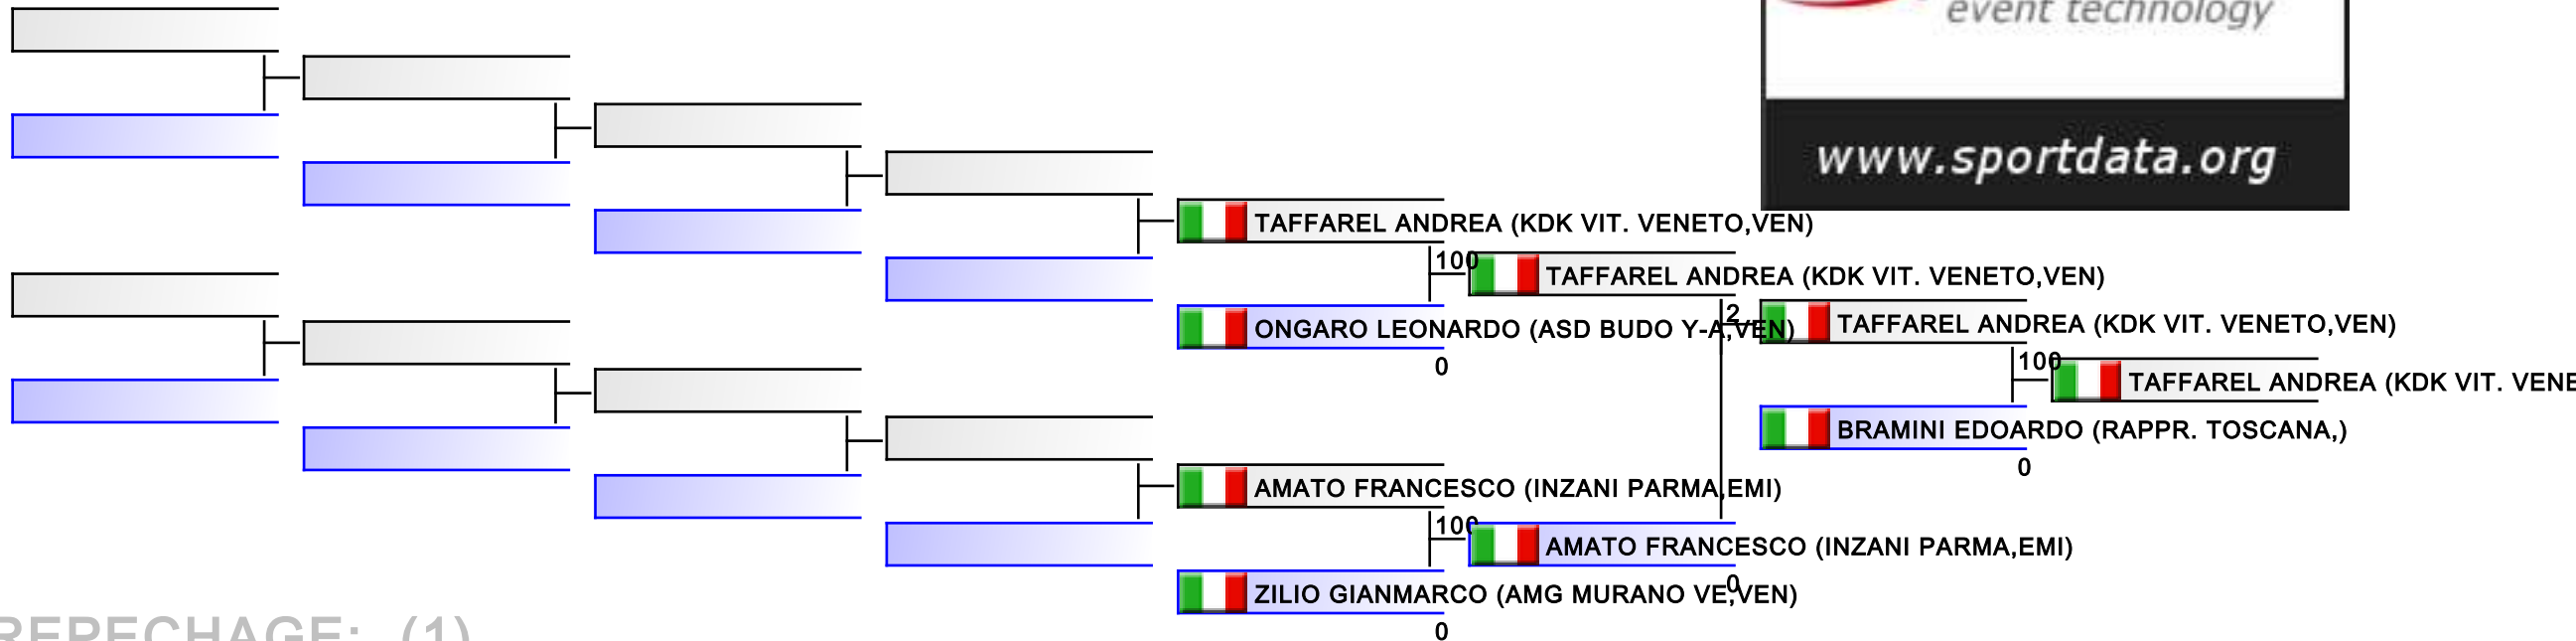 event technology
www.sportdata.org
TAFFAREL ANDREA (KDK VIT. VENETO,VEN)
100
TAFFAREL ANDREA (KDK VIT. VENETO,VEN)
ONGARO LEONARDO (ASD BUDO Y-A,VEN)
0
2
TAFFAREL ANDREA (KDK VIT. VENETO,VEN)
100
TAFFAREL ANDREA (KDK VIT. VENE
BRAMINI EDOARDO (RAPPR. TOSCANA,)
0
AMATO FRANCESCO (INZANI PARMA,EMI)
100
AMATO FRANCESCO (INZANI PARMA,EMI)
0
ZILIO GIANMARCO (AMG MURANO VE,VEN)
0
REPECHAGE: (1)